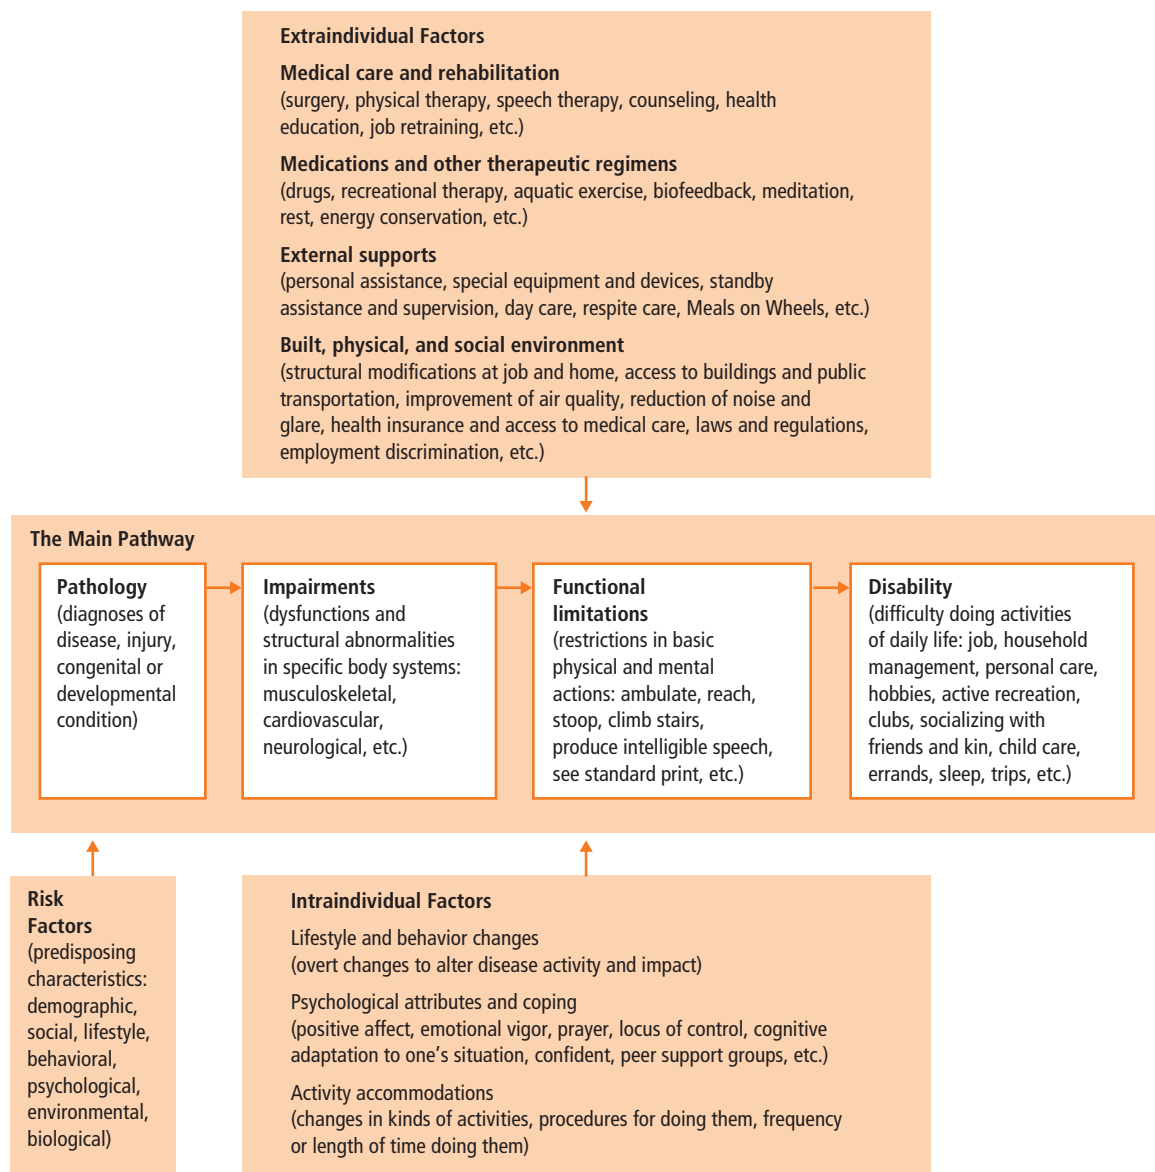 Extraindividual Factors
Medical care and rehabilitation
(surgery, physical therapy, speech therapy, counseling, health
education, job retraining, etc.)
Medications and other therapeutic regimens
(drugs, recreational therapy, aquatic exercise, biofeedback, meditation,
rest, energy conservation, etc.)
External supports
(personal assistance, special equipment and devices, standby
assistance and supervision, day care, respite care, Meals on Wheels, etc.)
Built, physical, and social environment
(structural modifications at job and home, access to buildings and public
transportation, improvement of air quality, reduction of noise and
glare, health insurance and access to medical care, laws and regulations,
employment discrimination, etc.)
The Main Pathway
Pathology
(diagnoses of
disease, injury,
congenital or
developmental
condition)
Impairments
(dysfunctions and
structural abnormalities
in specific body systems:
musculoskeletal,
cardiovascular,
neurological, etc.)
Functional
limitations
(restrictions in basic
physical and mental
actions: ambulate, reach,
stoop, climb stairs,
produce intelligible speech,
see standard print, etc.)
Disability
(difficulty doing activities
of daily life: job, household
management, personal care,
hobbies, active recreation,
clubs, socializing with
friends and kin, child care,
errands, sleep, trips, etc.)
Risk
Factors
(predisposing
characteristics:
demographic,
social, lifestyle,
behavioral,
psychological,
environmental,
biological)
Intraindividual Factors
Lifestyle and behavior changes
(overt changes to alter disease activity and impact)
Psychological attributes and coping
(positive affect, emotional vigor, prayer, locus of control, cognitive
adaptation to one's situation, confident, peer support groups, etc.)
Activity accommodations
(changes in kinds of activities, procedures for doing them, frequency
or length of time doing them)